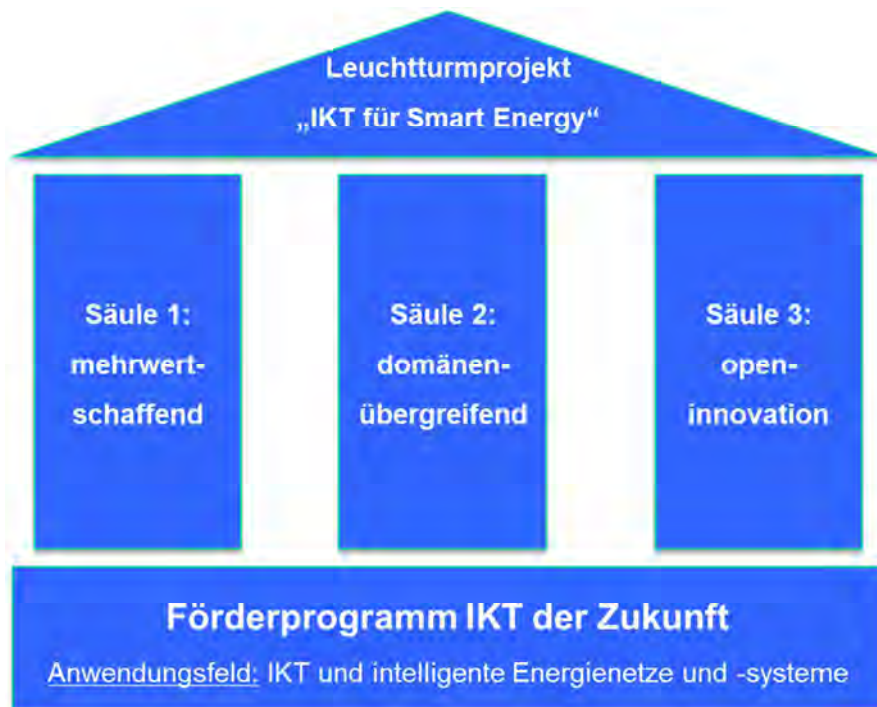 Leuchtturmprojekt
„IKT für Smart Energy“
Säule 1:
mehrwert-
schaffend
Säule 2:
domänen-
übergreifend
Säule 3:
open-
innovation
Förderprogramm IKT der Zukunft
Anwendungsfeld: IKT und intelligente Energienetze und -systeme